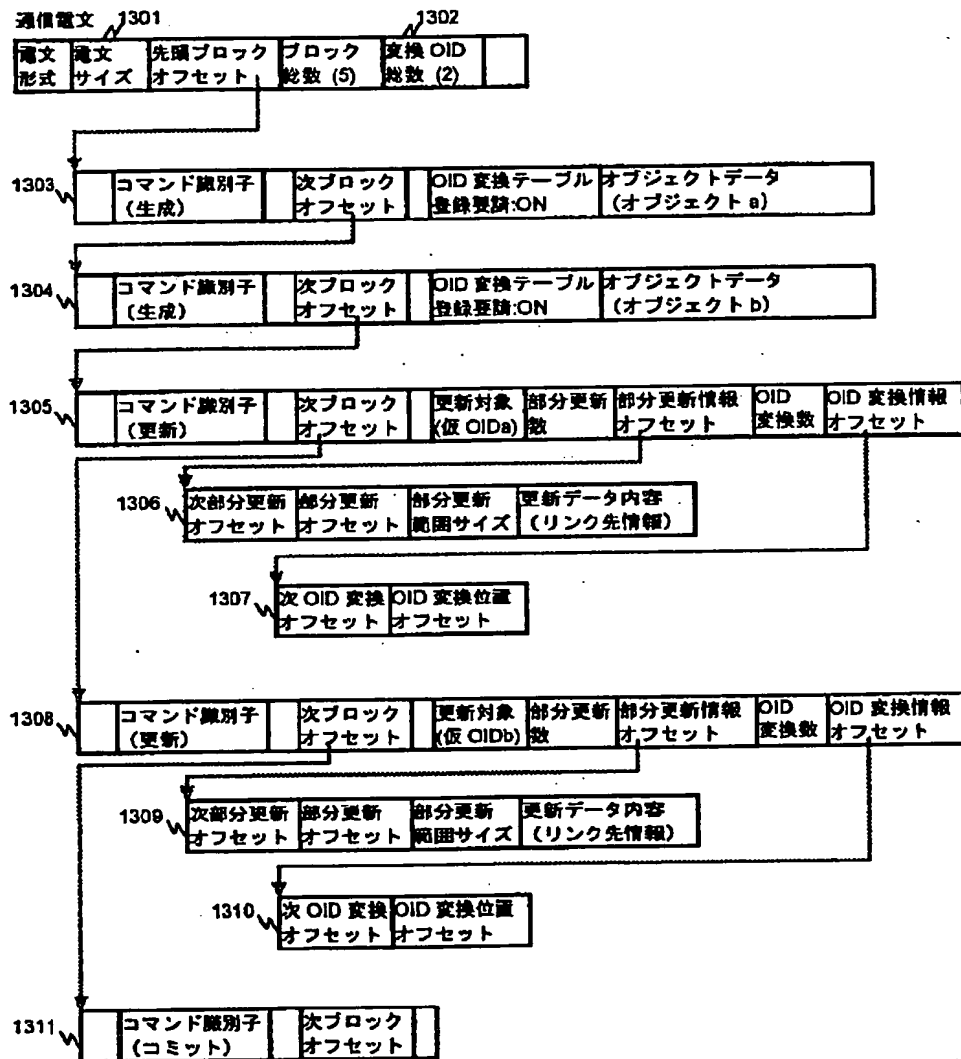 通信電文 1301 1302
電文形式 電文サイズ 先頭ブロックオフセット ブロック総数 (5) 変換 OID 総数 (2)
1303 コマンド識別子(生成) 次ブロックオフセット OID 変換テーブル登録要請:ON オブジェクトデータ(オブジェクト a)
1304 コマンド識別子(生成) 次ブロックオフセット OID 変換テーブル登録要請:ON オブジェクトデータ(オブジェクト b)
1305 コマンド識別子(更新) 次ブロックオフセット 更新対象(仮 OIDa) 部分更新数 部分更新情報オフセット OID 変換数 OID 変換情報オフセット
1306 次部分更新オフセット 部分更新オフセット 部分更新範囲サイズ 更新データ内容(リンク先情報)
1307 次 OID 変換オフセット OID 変換位置オフセット
1308 コマンド識別子(更新) 次ブロックオフセット 更新対象(仮 OIDb) 部分更新数 部分更新情報オフセット OID 変換数 OID 変換情報オフセット
1309 次部分更新オフセット 部分更新オフセット 部分更新範囲サイズ 更新データ内容(リンク先情報)
1310 次 OID 変換オフセット OID 変換位置オフセット
1311 コマンド識別子(コミット) 次ブロックオフセット